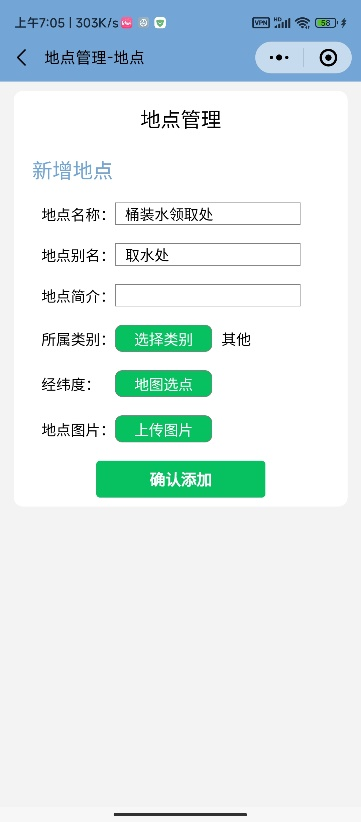 上午7:05 | 303K/s VPN HD 58
地点管理-地点
地点管理
新增地点
地点名称： 桶装水领取处
地点别名： 取水处
地点简介：
所属类别： 选择类别 其他
经纬度： 地图选点
地点图片： 上传图片
确认添加